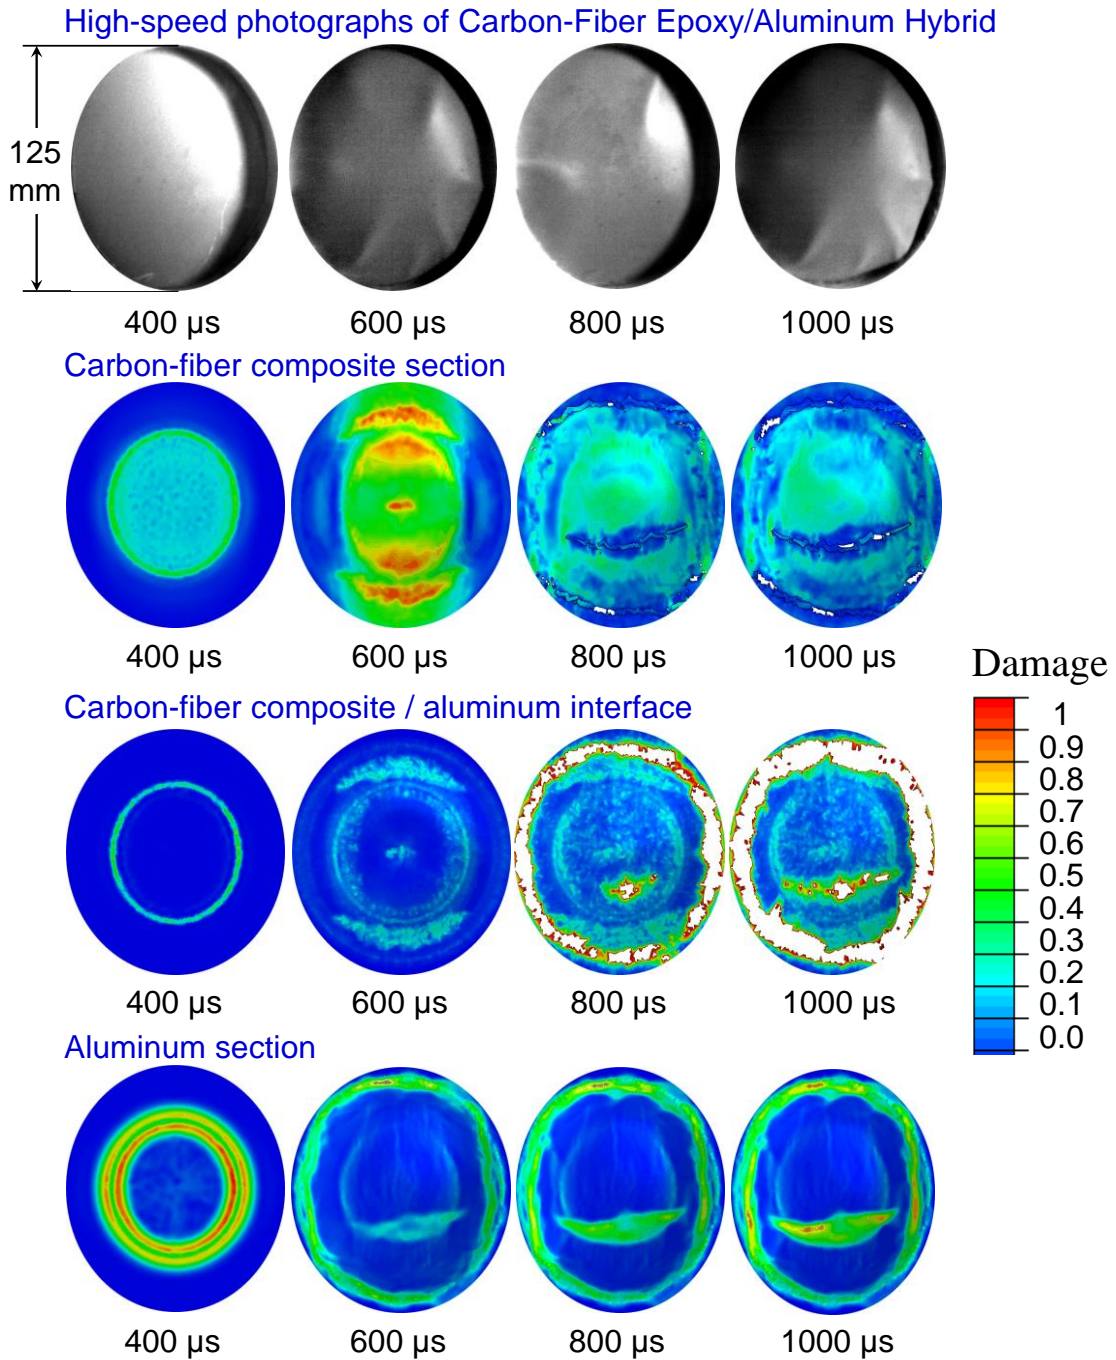 High-speed photographs of Carbon-Fiber Epoxy/Aluminum Hybrid
125
mm
400 µs 600 µs 800 µs 1000 µs
Carbon-fiber composite section
400 µs 600 µs 800 µs 1000 µs
Damage
Carbon-fiber composite / aluminum interface
1
0.9
0.8
0.7
0.6
0.5
0.4
0.3
0.2
0.1
0.0
400 µs 600 µs 800 µs 1000 µs
Aluminum section
400 µs 600 µs 800 µs 1000 µs